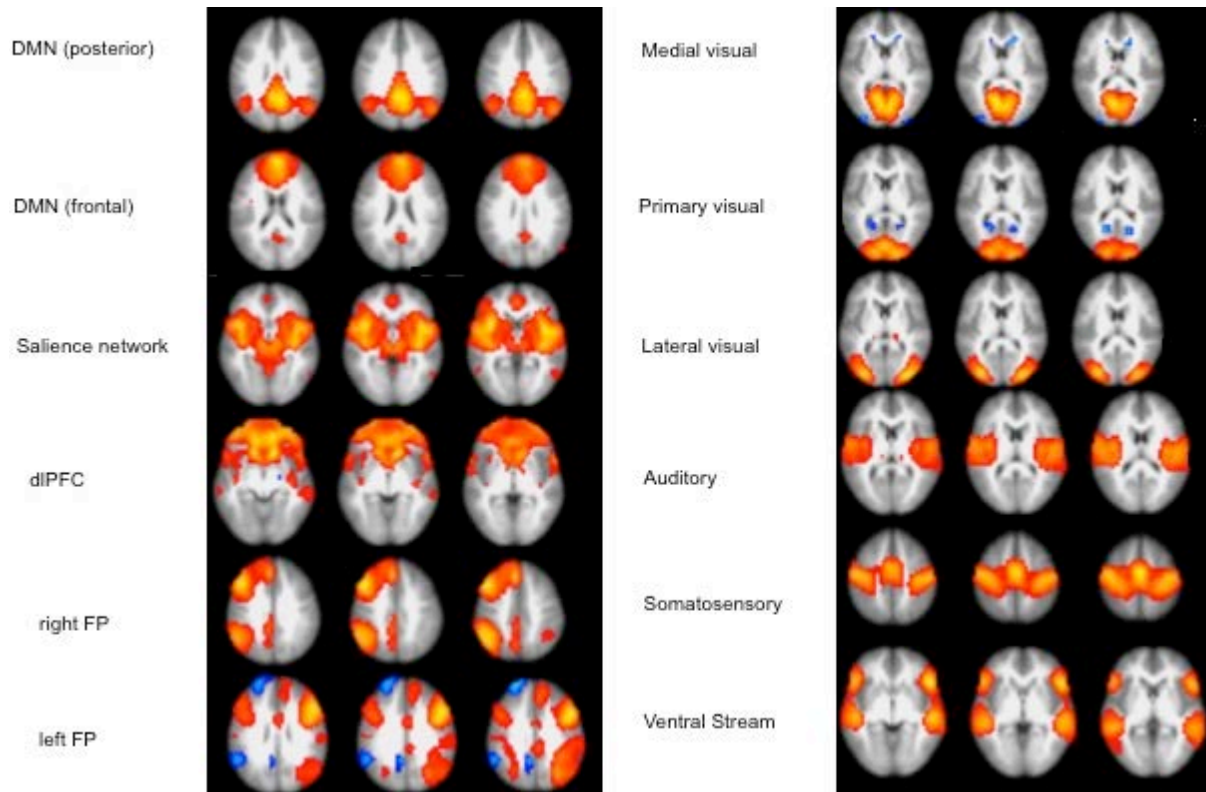 DMN (posterior)
DMN (frontal)
Salience network
dlPFC
right FP
left FP
Medial visual
Primary visual
Lateral visual
Auditory
Somatosensory
Ventral Stream